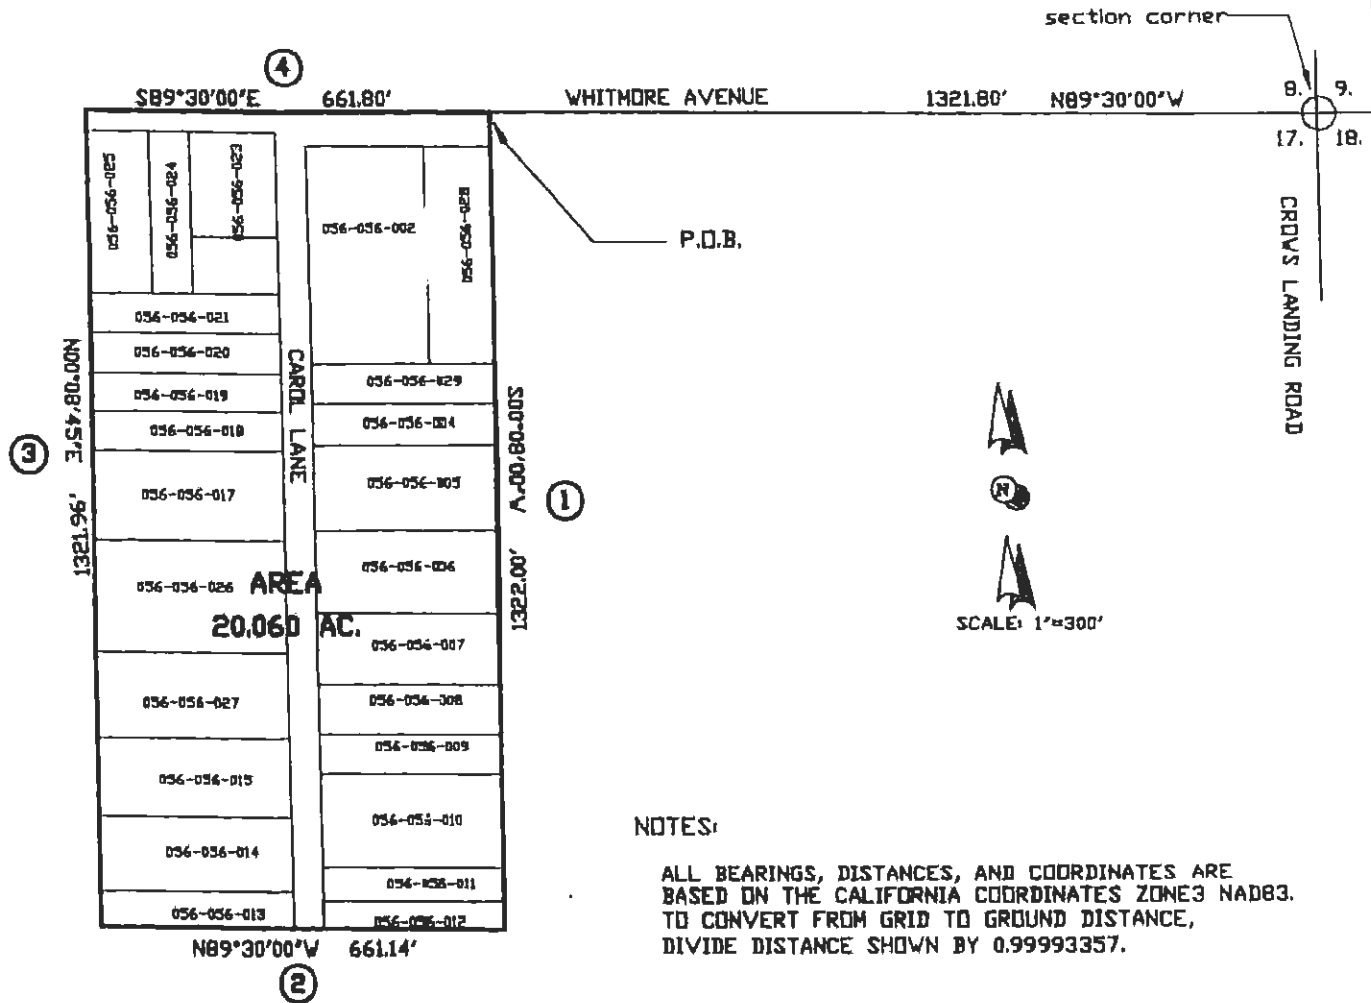 section corner
4
S89°30'00"E 661.80' WHITMORE AVENUE 1321.80' N89°30'00"W
8. 9.
17. 18.
CROWS LANDING ROAD
P.O.B.
056-056-025
056-056-024
056-056-023
056-056-002
056-056-028
056-056-021
056-056-020
056-056-019
056-056-018
056-056-017
056-056-026
056-056-027
056-056-015
056-056-014
056-056-013
CAROL LANE
056-056-029
056-056-004
056-056-005
056-056-006
056-056-007
056-056-008
056-056-009
056-056-010
056-056-011
056-056-012
AREA
20.060 AC.
3
N00°08'45"E 1321.96'
S00°08'00"W 1322.00'
1
N
SCALE: 1"=300'
N89°30'00"W 661.14'
2
NOTES:
ALL BEARINGS, DISTANCES, AND COORDINATES ARE
BASED ON THE CALIFORNIA COORDINATES ZONE3 NAD83.
TO CONVERT FROM GRID TO GROUND DISTANCE,
DIVIDE DISTANCE SHOWN BY 0.99993357.